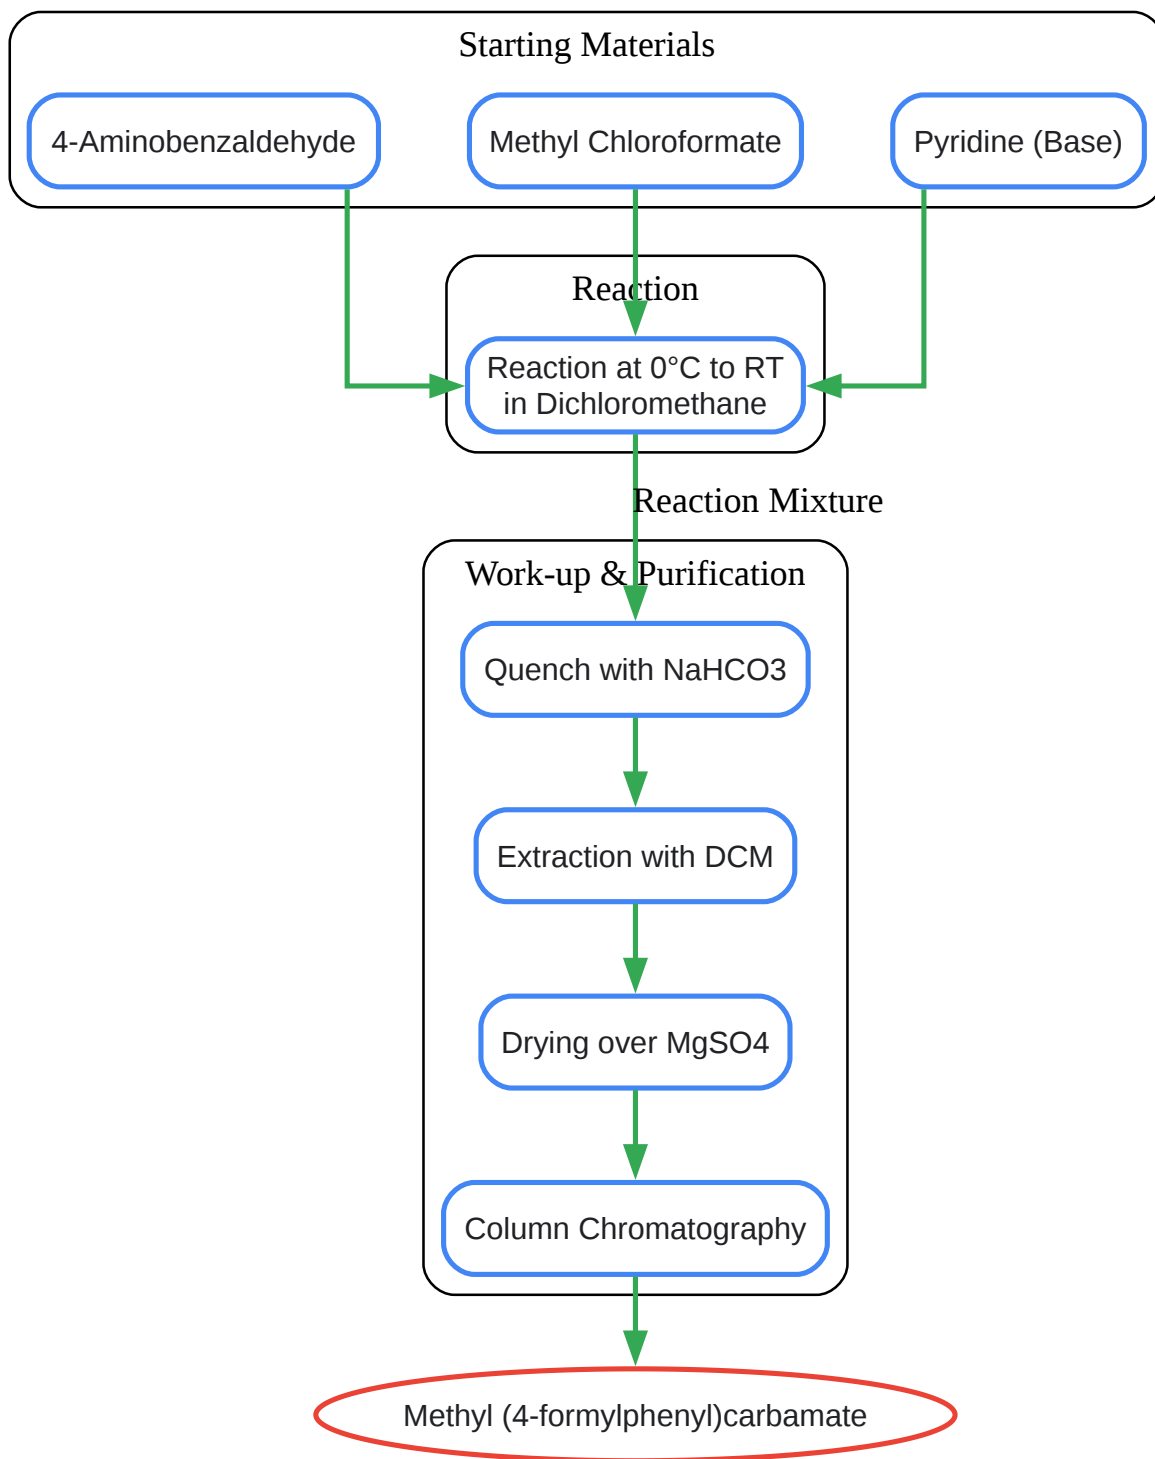 Starting Materials
4-Aminobenzaldehyde
Methyl Chloroformate
Pyridine (Base)
Reaction
Reaction at 0°C to RT
in Dichloromethane
Reaction Mixture
Work-up & Purification
Quench with NaHCO3
Extraction with DCM
Drying over MgSO4
Column Chromatography
Methyl (4-formylphenyl)carbamate